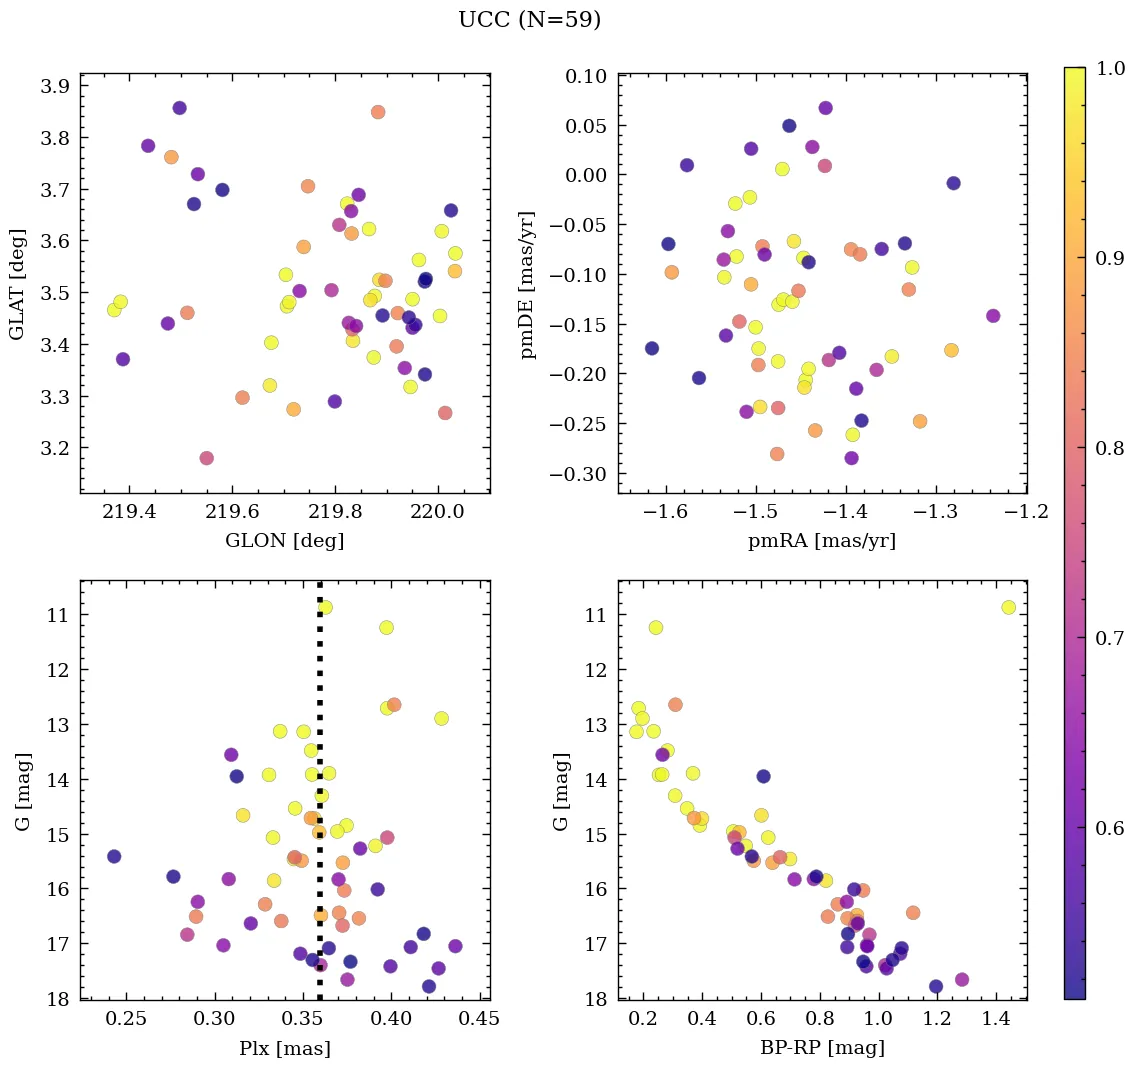 UCC (N=59)
3.9
3.8
3.7
3.6
3.5
3.4
3.3
3.2
GLAT [deg]
219.4 219.6 219.8 220.0
GLON [deg]
0.10
0.05
0.00
−0.05
−0.10
−0.15
−0.20
−0.25
−0.30
pmDE [mas/yr]
−1.6 −1.5 −1.4 −1.3 −1.2
pmRA [mas/yr]
11
12
13
14
15
16
17
18
G [mag]
0.25 0.30 0.35 0.40 0.45
Plx [mas]
11
12
13
14
15
16
17
18
G [mag]
0.2 0.4 0.6 0.8 1.0 1.2 1.4
BP-RP [mag]
1.0
0.9
0.8
0.7
0.6